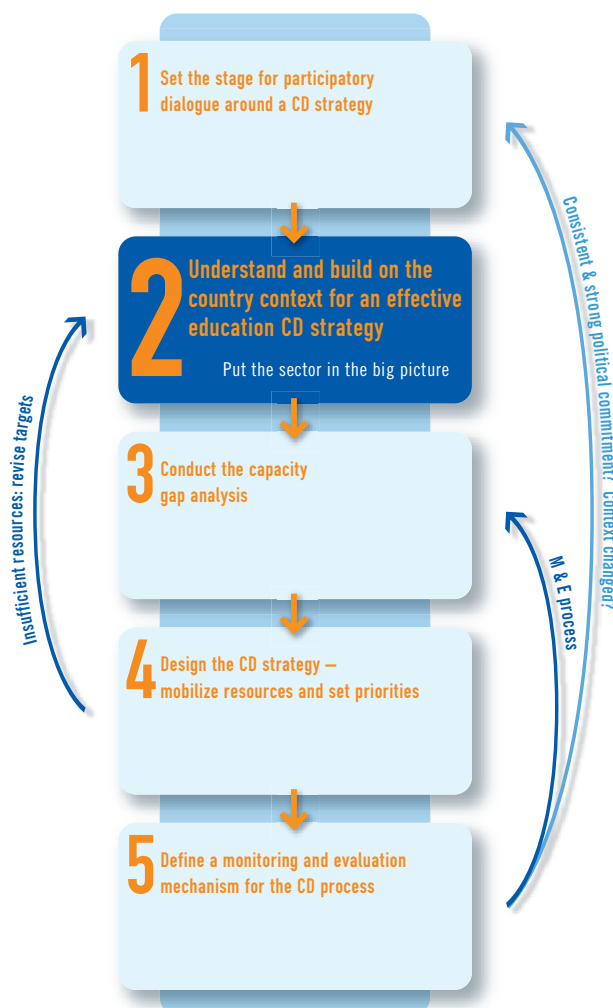 1
Set the stage for participatory
dialogue around a CD strategy
2
Understand and build on the
country context for an effective
education CD strategy
Put the sector in the big picture
3
Conduct the capacity
gap analysis
4
Design the CD strategy –
mobilize resources and set priorities
5
Define a monitoring and evaluation
mechanism for the CD process
Insufficient resources: revise targets
M & E process
Consistent & strong political commitment? Context changed?